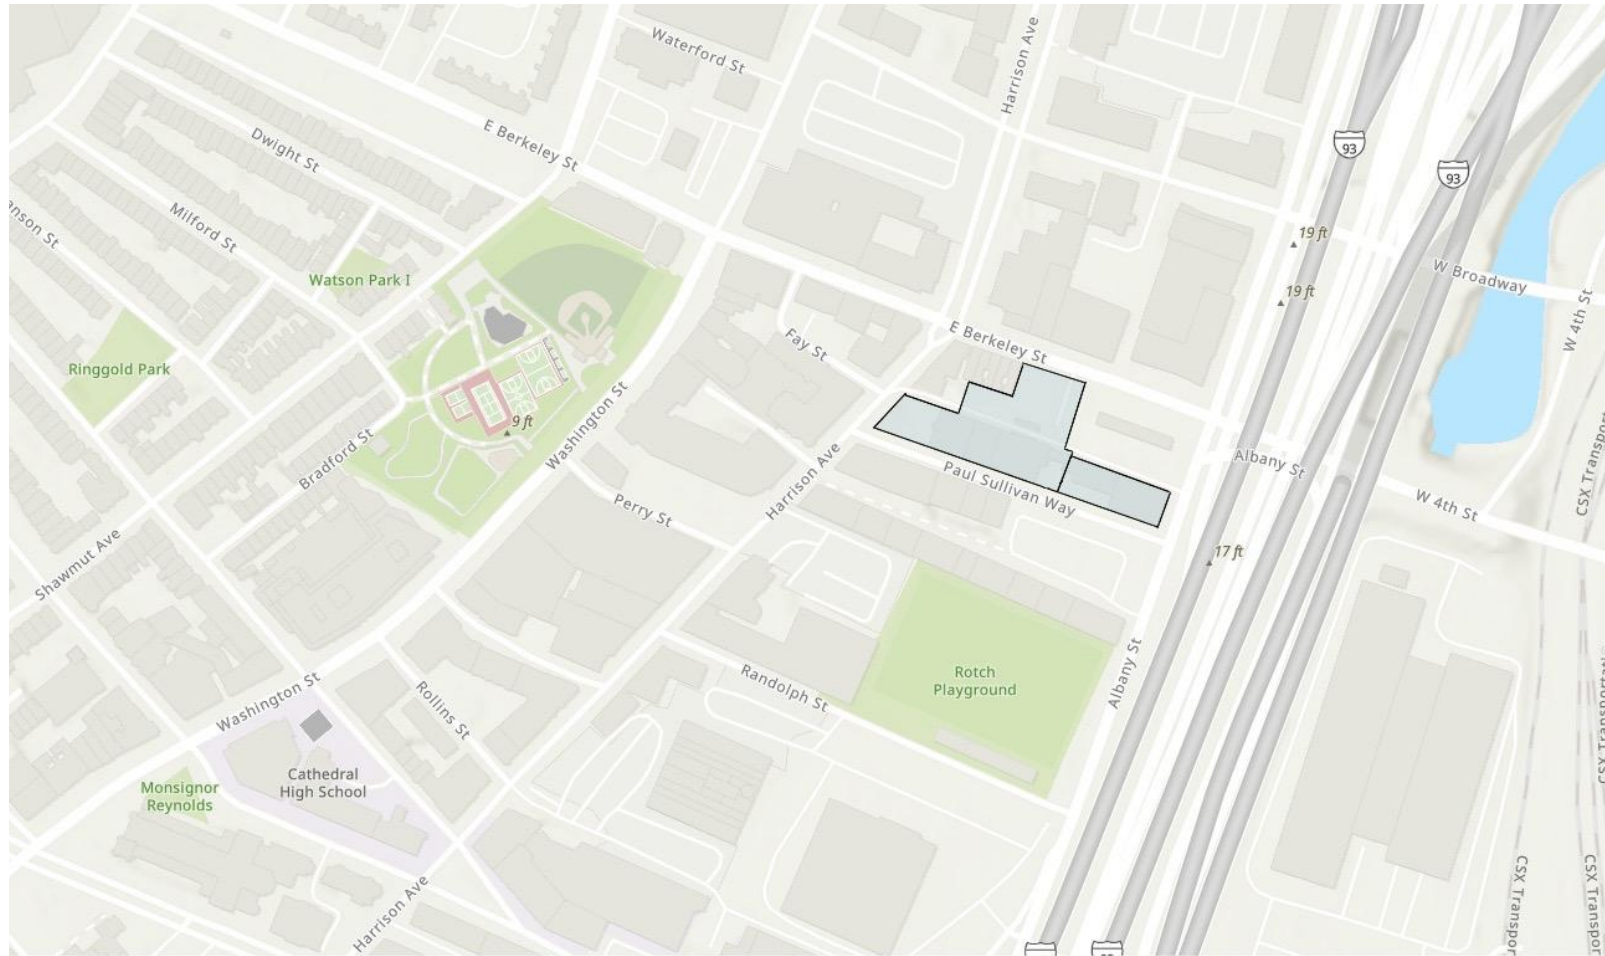 Waterford St
Harrison Ave
E Berkeley St
Dwight St
93
93
Milford St
anson St
19 ft
W Broadway
Watson Park I
19 ft
W 4th St
E Berkeley St
Fay St
Ringgold Park
9 ft
Washington St
Bradford St
Albany St
CSX Transport
Paul Sullivan Way
Harrison Ave
W 4th St
Perry St
17 ft
Shawmut Ave
Albany St
Rotch
Playground
Randolph St
Washington St
Rollins St
CSX Transportati
Cathedral
High School
Monsignor
Reynolds
Harrison Ave
CSX Transpor
CSX Transpor